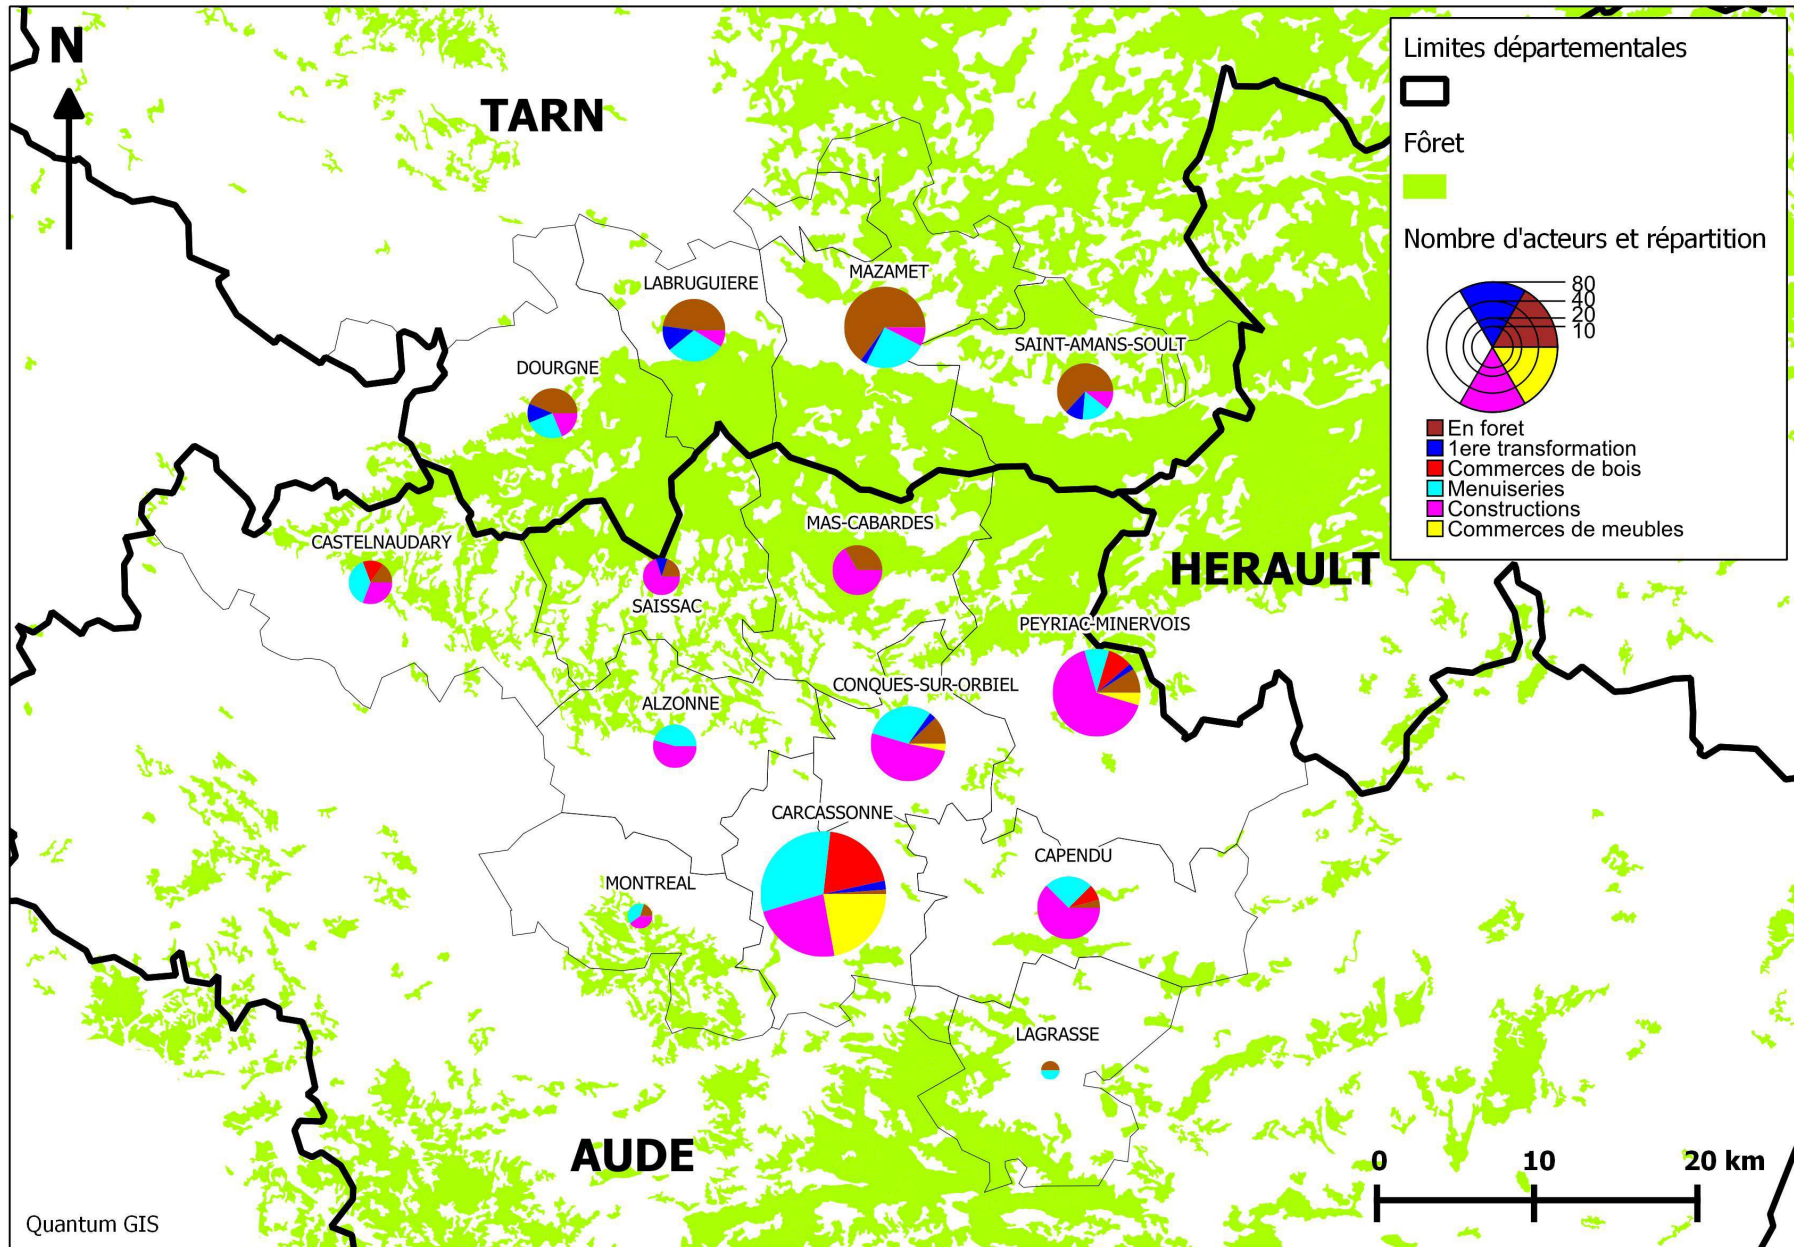 N
TARN
HERAULT
AUDE
LABRUGUIERE
MAZAMET
SAINT-AMANS-SOULT
DOURGNE
MAS-CABARDES
CASTELNAUDARY
SAISSAC
PEYRIAC-MINERVOIS
CONQUES-SUR-ORBIEL
ALZONNE
CARCASSONNE
CAPENDU
MONTREAL
LAGRASSE
Limites départementales
Fôret
Nombre d'acteurs et répartition
80
40
20
10
En foret
1ere transformation
Commerces de bois
Menuiseries
Constructions
Commerces de meubles
0 10 20 km
Quantum GIS